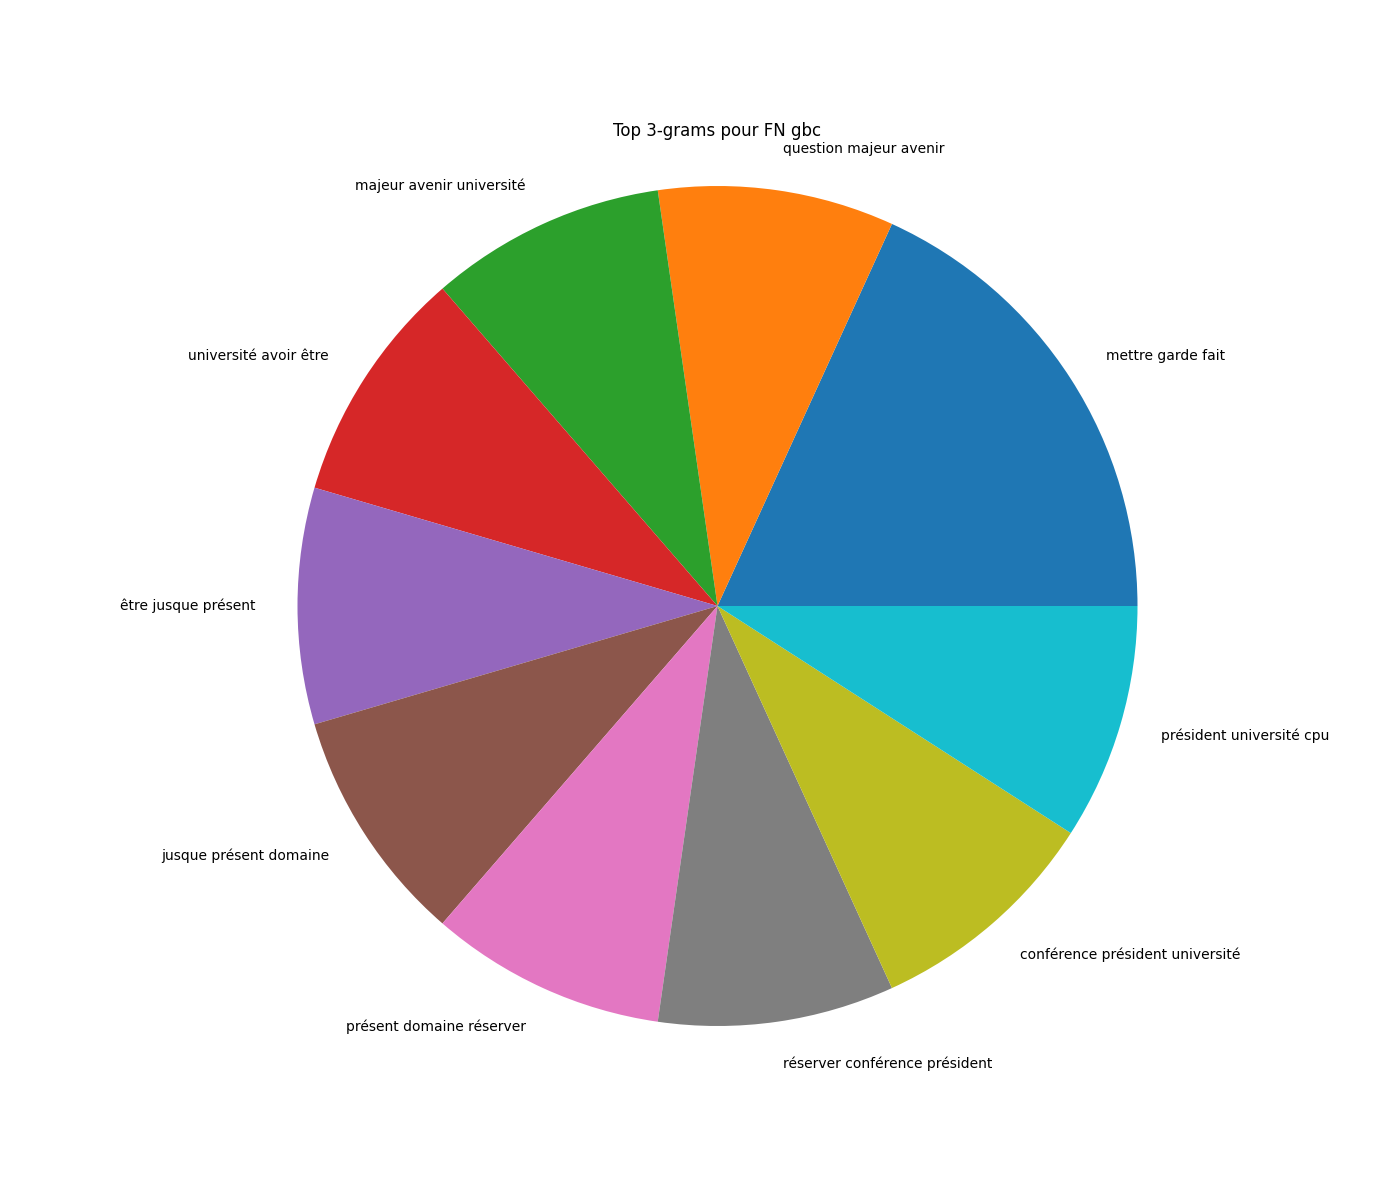 Top 3-grams pour FN gbc
question majeur avenir
majeur avenir université
université avoir être
mettre garde fait
être jusque présent
président université cpu
jusque présent domaine
conférence président université
présent domaine réserver
réserver conférence président